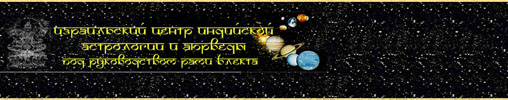 Израильский центр индийской
астрологии и аюрведы
под руководством Рами Блекта